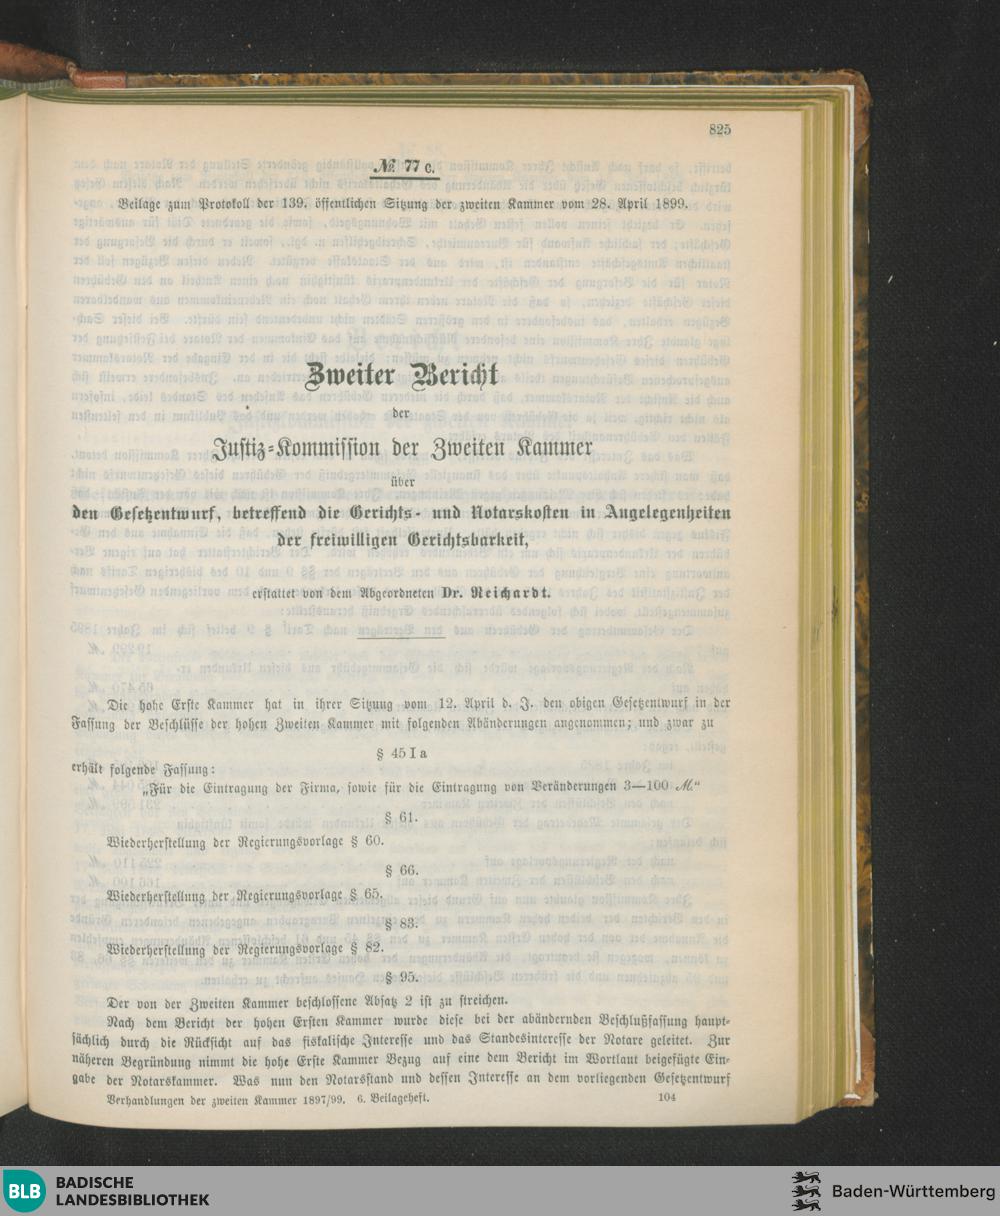 825
№ 77 c.
Beilage zum Protokoll der 139. öffentlichen Sitzung der zweiten Kammer vom 28. April 1899.
Zweiter Bericht
der
Justiz-Kommission der Zweiten Kammer
über
den Gesetzentwurf, betreffend die Gerichts- und Notarskosten in Angelegenheiten
der freiwilligen Gerichtsbarkeit,
erstattet von dem Abgeordneten Dr. Reichardt.
Die hohe Erste Kammer hat in ihrer Sitzung vom 12. April d. J. den obigen Gesetzentwurf in der
Fassung der Beschlüsse der hohen Zweiten Kammer mit folgenden Abänderungen angenommen; und zwar zu
§ 45 I a
erhält folgende Fassung:
„Für die Eintragung der Firma, sowie für die Eintragung von Veränderungen 3—100 ℳ.“
§ 61.
Wiederherstellung der Regierungsvorlage § 60.
§ 66.
Wiederherstellung der Regierungsvorlage § 65.
§ 83.
Wiederherstellung der Regierungsvorlage § 82.
§ 95.
Der von der Zweiten Kammer beschlossene Absatz 2 ist zu streichen.
Nach dem Bericht der hohen Ersten Kammer wurde diese bei der abändernden Beschlußfassung haupt-
sächlich durch die Rücksicht auf das fiskalische Interesse und das Standesinteresse der Notare geleitet. Zur
näheren Begründung nimmt die hohe Erste Kammer Bezug auf eine dem Bericht im Wortlaut beigefügte Ein-
gabe der Notarskammer. Was nun den Notarsstand und dessen Interesse an dem vorliegenden Gesetzentwurf
Verhandlungen der zweiten Kammer 1897/99. 6. Beilageheft.
104
BLB
BADISCHE
LANDESBIBLIOTHEK
Baden-Württemberg